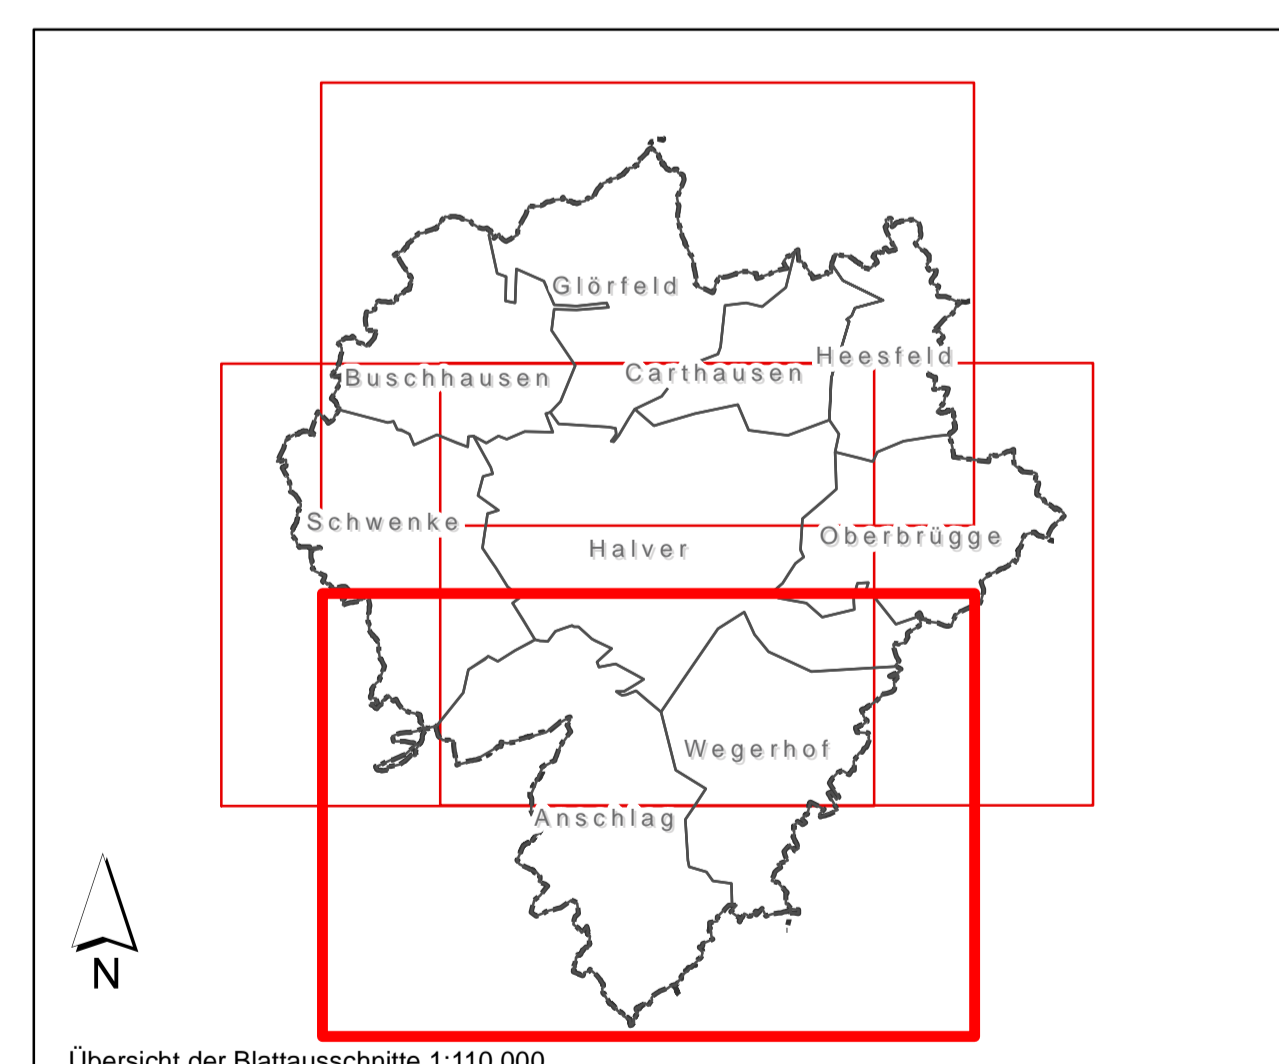 Glörfeld
Heesfeld
Buschhausen
Carthausen
Schwenke
Oberbrügge
Halver
Wegerhof
Anschlag
N
Übersicht der Blattausschnitte 1:110.000